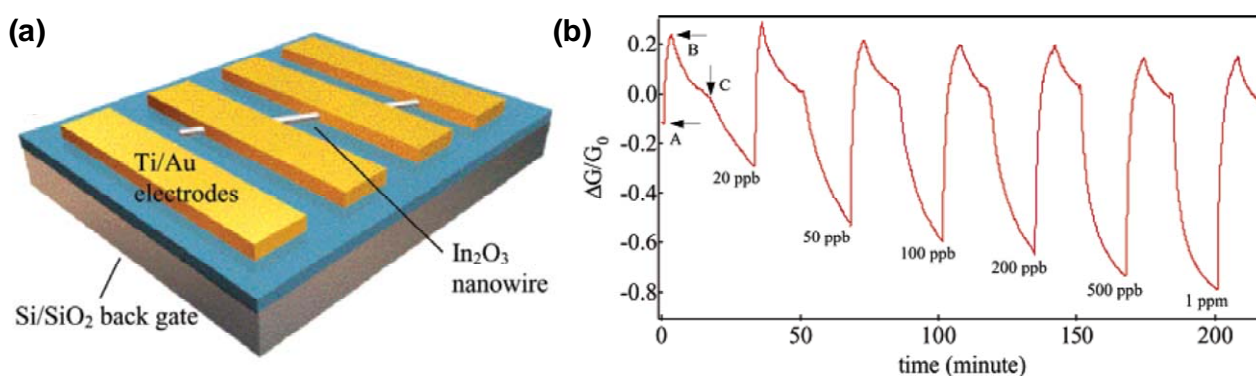 (a)
Ti/Au
electrodes
In₂O₃
nanowire
Si/SiO₂ back gate
(b)
ΔG/G₀
0.2
0.0
-0.2
-0.4
-0.6
-0.8
A
B
C
20 ppb
50 ppb
100 ppb
200 ppb
500 ppb
1 ppm
0
50
100
150
200
time (minute)